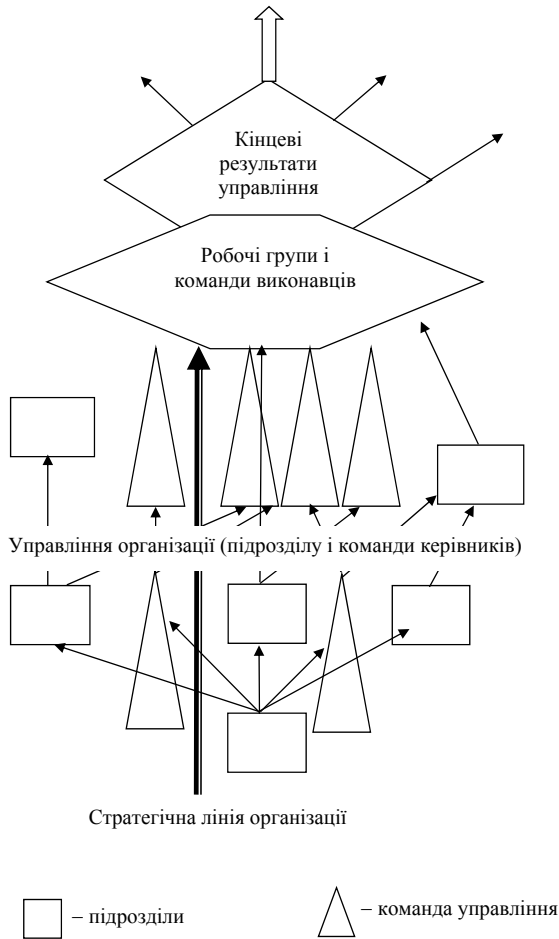 Кінцеві
результати
управління
Робочі групи і
команди виконавців
Управління організації (підрозділу і команди керівників)
Стратегічна лінія організації
– підрозділи
– команда управління